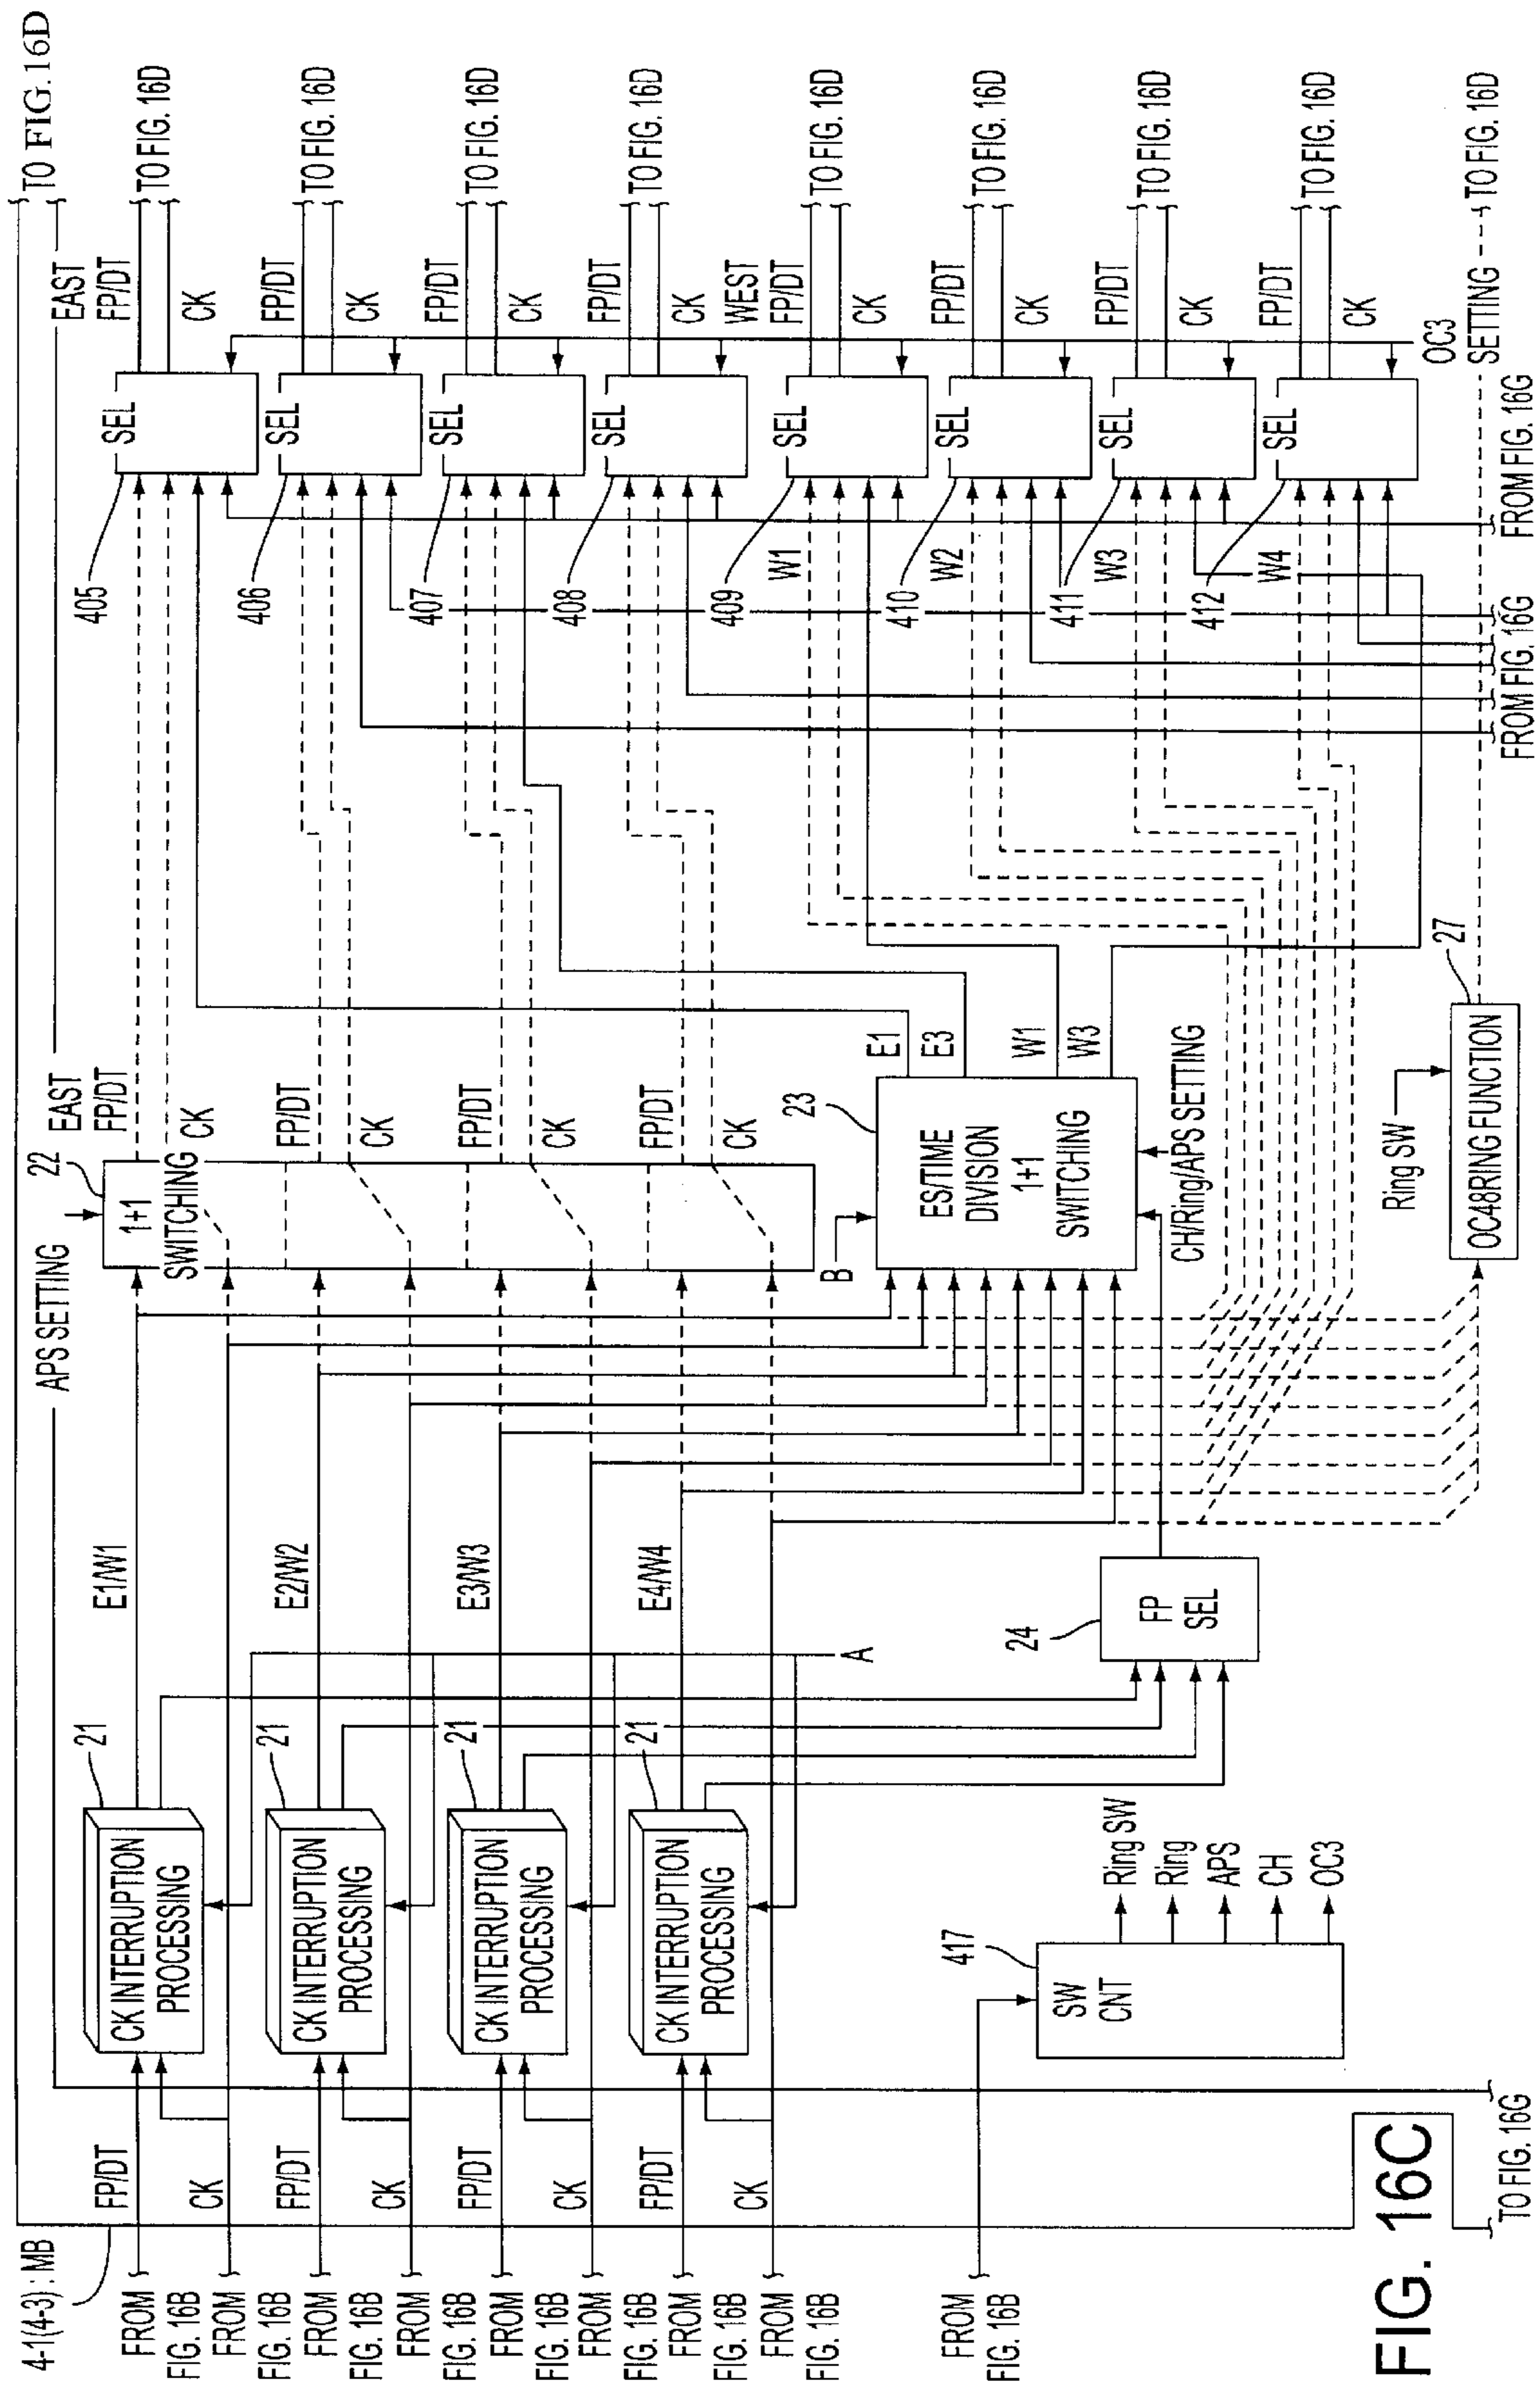 4-1(4-3) : MB
FROM
FIG. 16B
FP/DT
FROM
FIG. 16B
CK
FROM
FIG. 16B
FP/DT
FROM
FIG. 16B
CK
FROM
FIG. 16B
FP/DT
FROM
FIG. 16B
CK
FROM
FIG. 16B
FP/DT
FROM
FIG. 16B
CK
FROM
FIG. 16B
TO FIG. 16G
21
CK INTERRUPTION
PROCESSING
21
CK INTERRUPTION
PROCESSING
21
CK INTERRUPTION
PROCESSING
21
CK INTERRUPTION
PROCESSING
A
417
SW
CNT
Ring SW
Ring
APS
CH
OC3
E1/W1
E2/W2
E3/W3
E4/W4
24
FP
SEL
APS SETTING
22
1+1
SWITCHING
EAST
FP/DT
CK
FP/DT
CK
FP/DT
CK
FP/DT
CK
B
23
ES/TIME
DIVISION
1+1
SWITCHING
CH/Ring/APS SETTING
E1
E3
W1
W3
Ring SW
27
OC48RING FUNCTION
405
SEL
406
SEL
407
SEL
408
SEL
409
SEL
W1
410
SEL
W2
411
SEL
W3
412
SEL
W4
FROM FIG. 16G
FROM FIG. 16G
TO FIG. 16D
EAST
FP/DT
CK
TO FIG. 16D
FP/DT
CK
TO FIG. 16D
FP/DT
CK
TO FIG. 16D
FP/DT
CK
TO FIG. 16D
WEST
FP/DT
CK
TO FIG. 16D
FP/DT
CK
TO FIG. 16D
FP/DT
CK
TO FIG. 16D
FP/DT
CK
TO FIG. 16D
OC3
SETTING
TO FIG. 16D
FIG. 16C